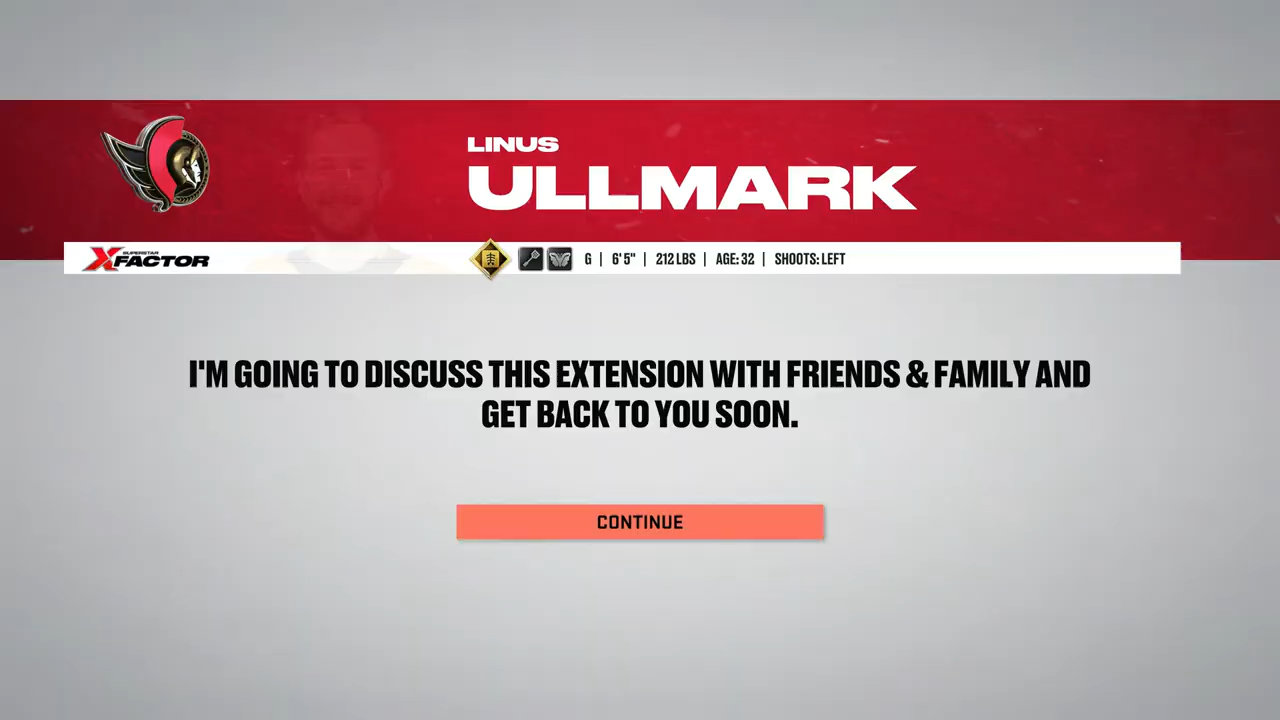 LINUS
ULLMARK
SUPERSTAR
XFACTOR
G | 6'5" | 212 LBS | AGE: 32 | SHOOTS: LEFT
I'M GOING TO DISCUSS THIS EXTENSION WITH FRIENDS & FAMILY AND
GET BACK TO YOU SOON.
CONTINUE